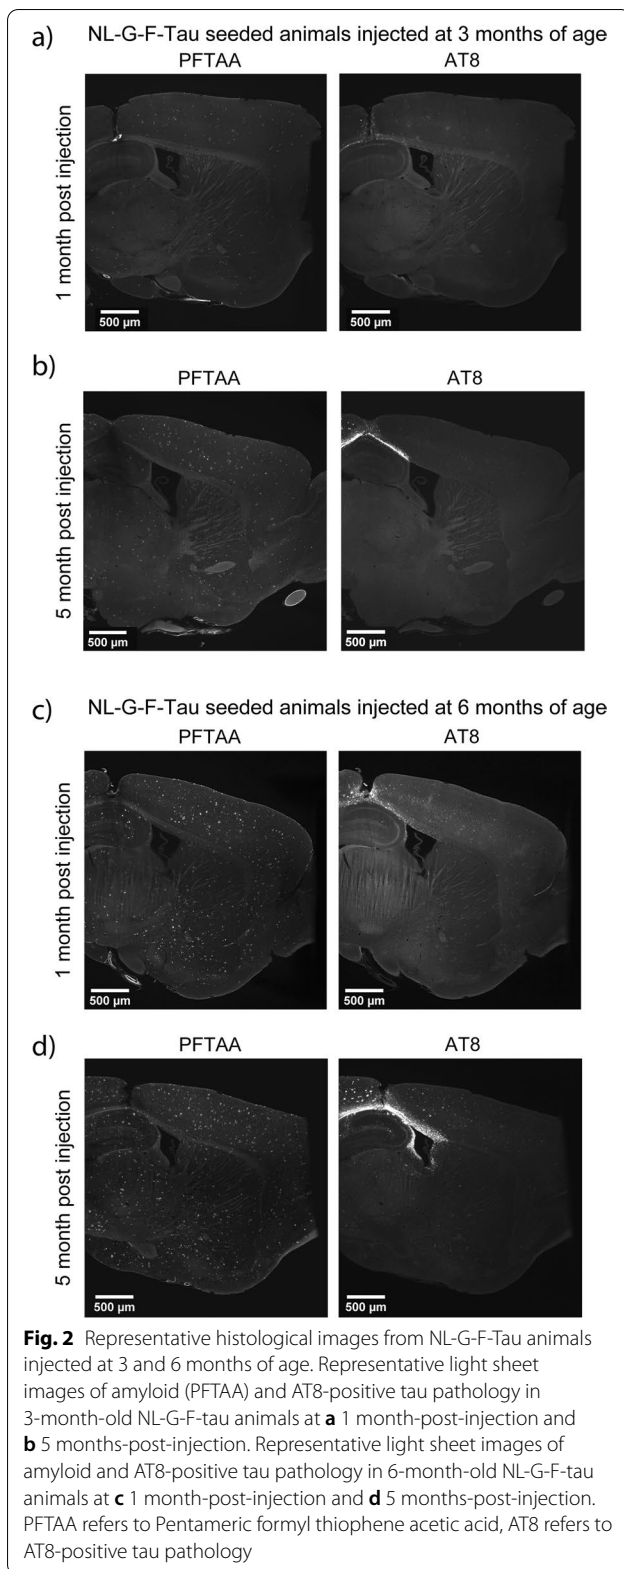 a) NL-G-F-Tau seeded animals injected at 3 months of age
PFTAA AT8
1 month post injection
500 µm 500 µm
b)
PFTAA AT8
5 month post injection
500 µm 500 µm
c) NL-G-F-Tau seeded animals injected at 6 months of age
PFTAA AT8
1 month post injection
500 µm 500 µm
d)
PFTAA AT8
5 month post injection
500 µm 500 µm
Fig. 2 Representative histological images from NL-G-F-Tau animals
injected at 3 and 6 months of age. Representative light sheet
images of amyloid (PFTAA) and AT8-positive tau pathology in
3-month-old NL-G-F-tau animals at a 1 month-post-injection and
b 5 months-post-injection. Representative light sheet images of
amyloid and AT8-positive tau pathology in 6-month-old NL-G-F-tau
animals at c 1 month-post-injection and d 5 months-post-injection.
PFTAA refers to Pentameric formyl thiophene acetic acid, AT8 refers to
AT8-positive tau pathology